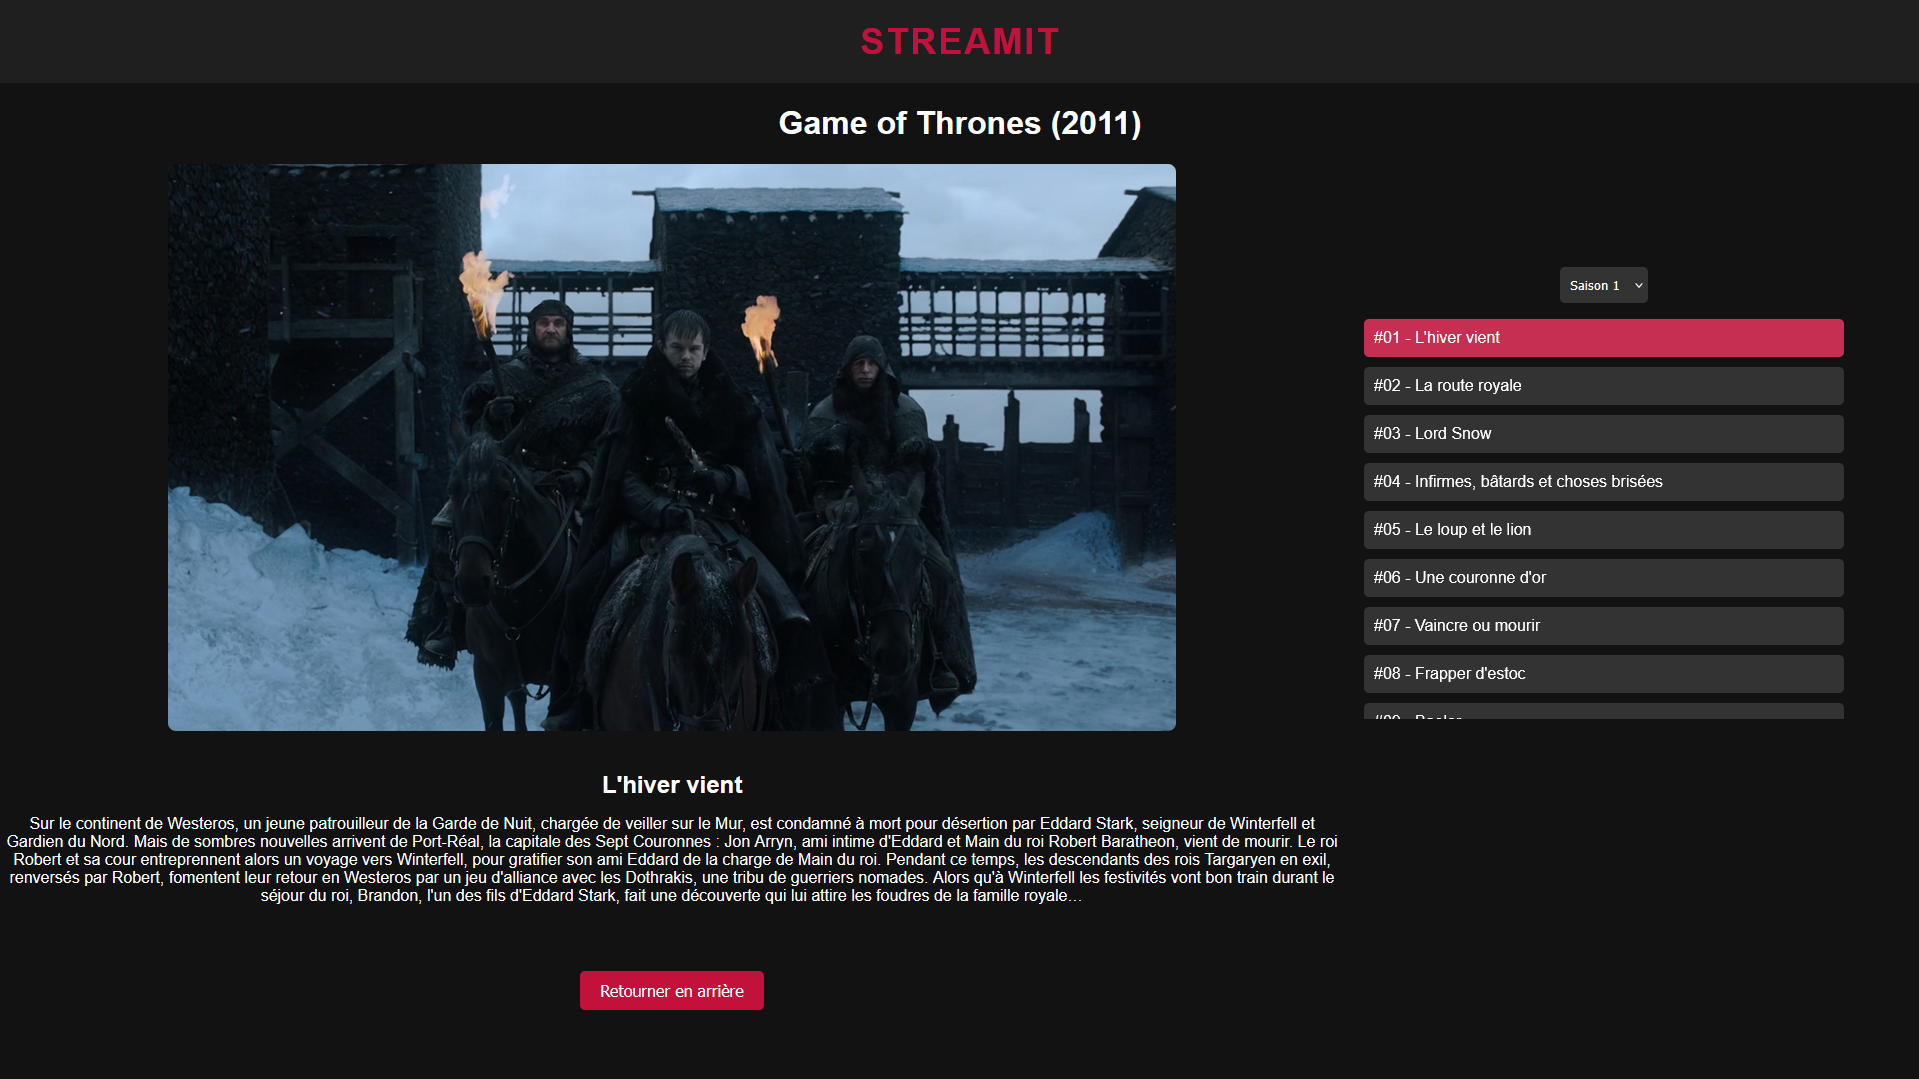 STREAMIT
Game of Thrones (2011)
Saison 1
#01 - L'hiver vient
#02 - La route royale
#03 - Lord Snow
#04 - Infirmes, bâtards et choses brisées
#05 - Le loup et le lion
#06 - Une couronne d'or
#07 - Vaincre ou mourir
#08 - Frapper d'estoc
L'hiver vient
Sur le continent de Westeros, un jeune patrouilleur de la Garde de Nuit, chargée de veiller sur le Mur, est condamné à mort pour désertion par Eddard Stark, seigneur de Winterfell et
Gardien du Nord. Mais de sombres nouvelles arrivent de Port-Réal, la capitale des Sept Couronnes : Jon Arryn, ami intime d'Eddard et Main du roi Robert Baratheon, vient de mourir. Le roi
Robert et sa cour entreprennent alors un voyage vers Winterfell, pour gratifier son ami Eddard de la charge de Main du roi. Pendant ce temps, les descendants des rois Targaryen en exil,
renversés par Robert, fomentent leur retour en Westeros par un jeu d'alliance avec les Dothrakis, une tribu de guerriers nomades. Alors qu'à Winterfell les festivités vont bon train durant le
séjour du roi, Brandon, l'un des fils d'Eddard Stark, fait une découverte qui lui attire les foudres de la famille royale…
Retourner en arrière